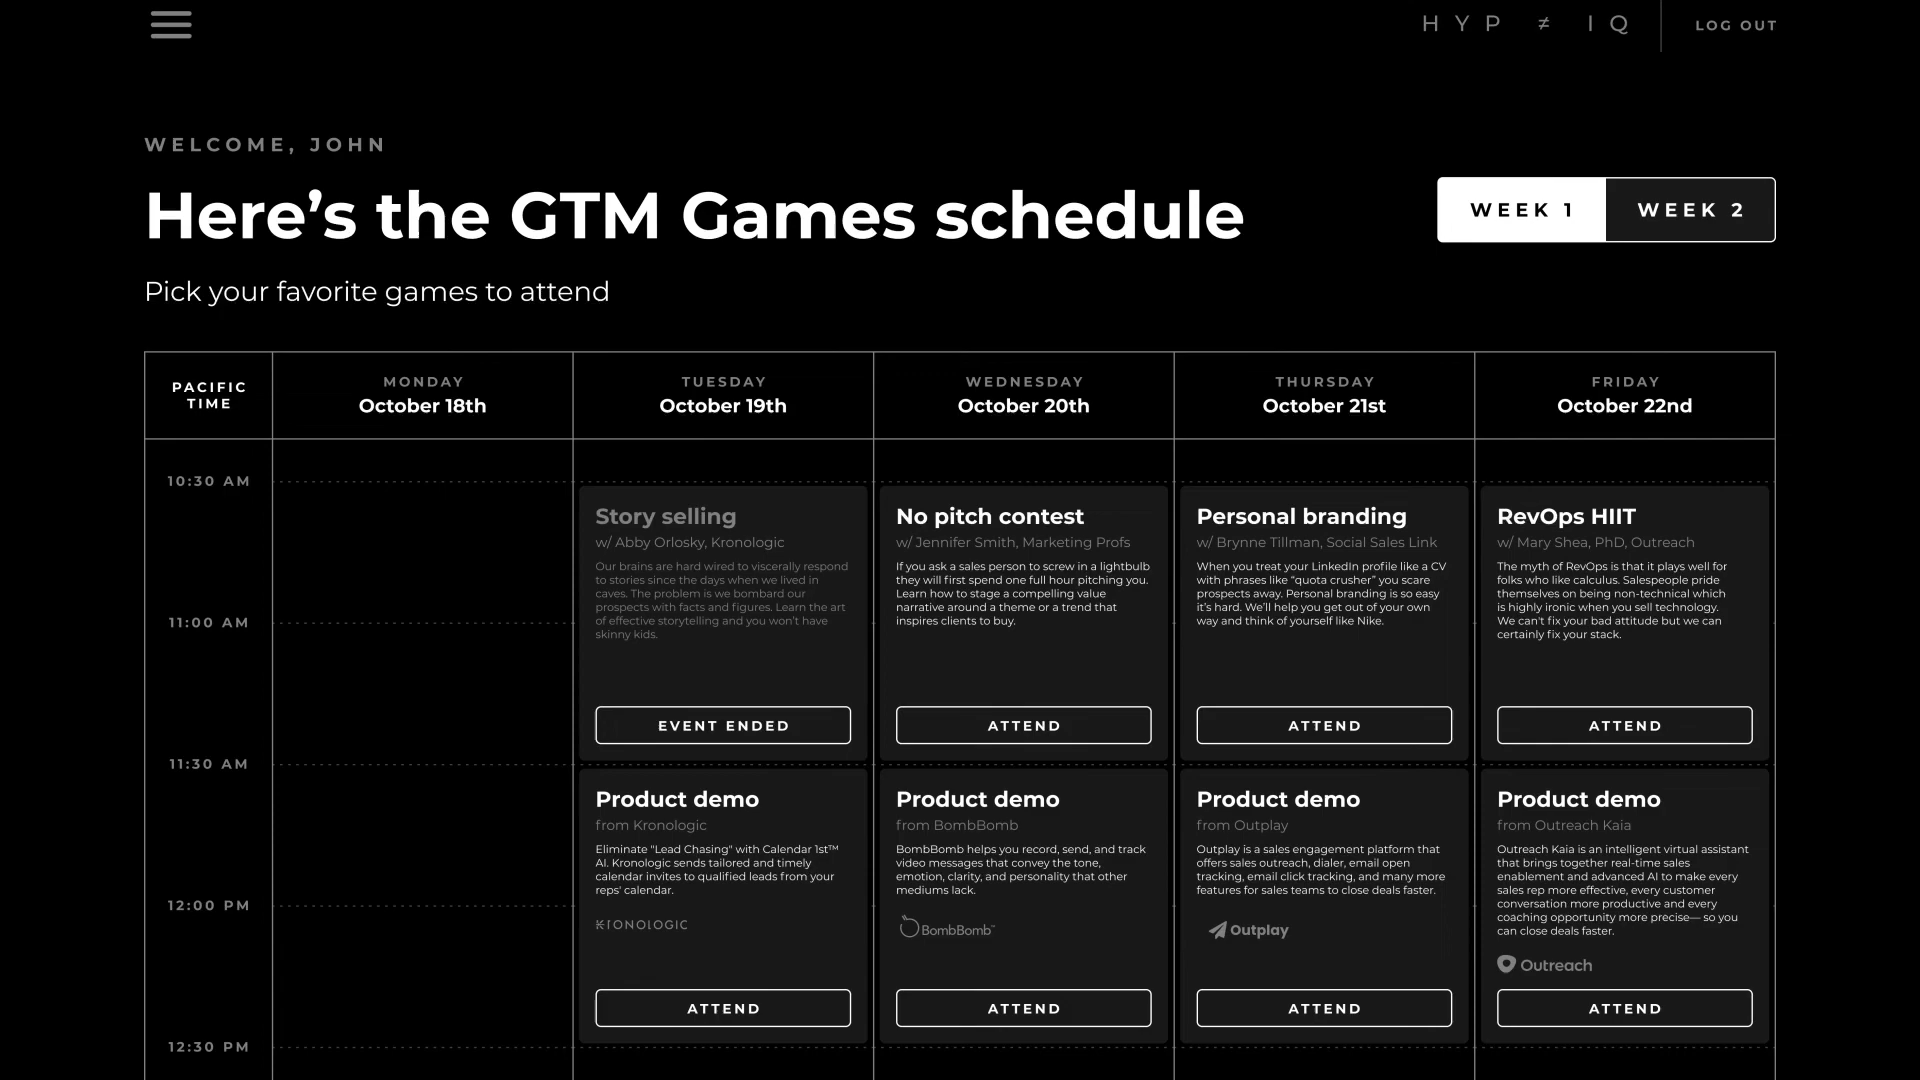 HYP ≠ IQ
LOG OUT
WELCOME, JOHN
Here’s the GTM Games schedule
WEEK 1
WEEK 2
Pick your favorite games to attend
PACIFIC
TIME
MONDAY
October 18th
TUESDAY
October 19th
WEDNESDAY
October 20th
THURSDAY
October 21st
FRIDAY
October 22nd
10:30 AM
Story selling
w/ Abby Orlosky, Kronologic
Our brains are hard wired to viscerally respond
to stories since the days when we lived in
caves. The problem is we bombard our
prospects with facts and figures. Learn the art
of effective storytelling and you won’t have
skinny kids.
EVENT ENDED
No pitch contest
w/ Jennifer Smith, Marketing Profs
If you ask a sales person to screw in a lightbulb
they will first spend one full hour pitching you.
Learn how to stage a compelling value
narrative around a theme or a trend that
inspires clients to buy.
ATTEND
Personal branding
w/ Brynne Tillman, Social Sales Link
When you treat your LinkedIn profile like a CV
with phrases like “quota crusher” you scare
prospects away. Personal branding is so easy
it’s hard. We’ll help you get out of your own
way and think of yourself like Nike.
ATTEND
RevOps HIIT
w/ Mary Shea, PhD, Outreach
The myth of RevOps is that it plays well for
folks who like calculus. Salespeople pride
themselves on being non-technical which
is highly ironic when you sell technology.
We can't fix your bad attitude but we can
certainly fix your stack.
ATTEND
11:00 AM
11:30 AM
Product demo
from Kronologic
Eliminate "Lead Chasing" with Calendar 1st™
AI. Kronologic sends tailored and timely
calendar invites to qualified leads from your
reps' calendar.
KRONOLOGIC
ATTEND
Product demo
from BombBomb
BombBomb helps you record, send, and track
video messages that convey the tone,
emotion, clarity, and personality that other
mediums lack.
BombBomb™
ATTEND
Product demo
from Outplay
Outplay is a sales engagement platform that
offers sales outreach, dialer, email open
tracking, email click tracking, and many more
features for sales teams to close deals faster.
Outplay
ATTEND
Product demo
from Outreach Kaia
Outreach Kaia is an intelligent virtual assistant
that brings together real-time sales
enablement and advanced AI to make every
sales rep more effective, every customer
conversation more productive and every
coaching opportunity more precise— so you
can close deals faster.
Outreach
ATTEND
12:00 PM
12:30 PM